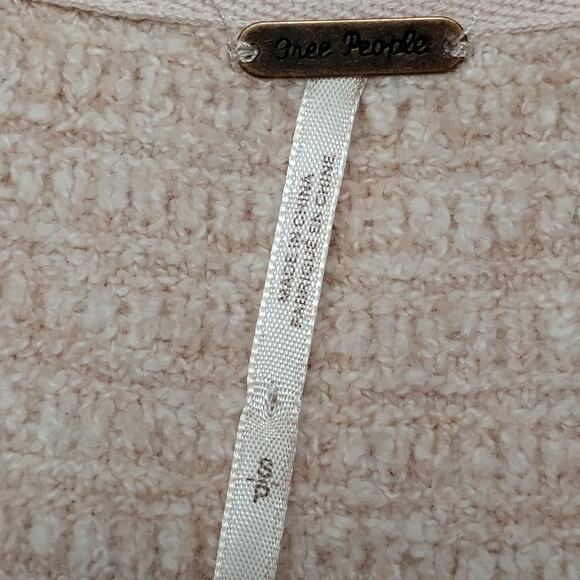 Free People
MADE IN CHINA
FABRIQUÉ EN CHINE
S/P